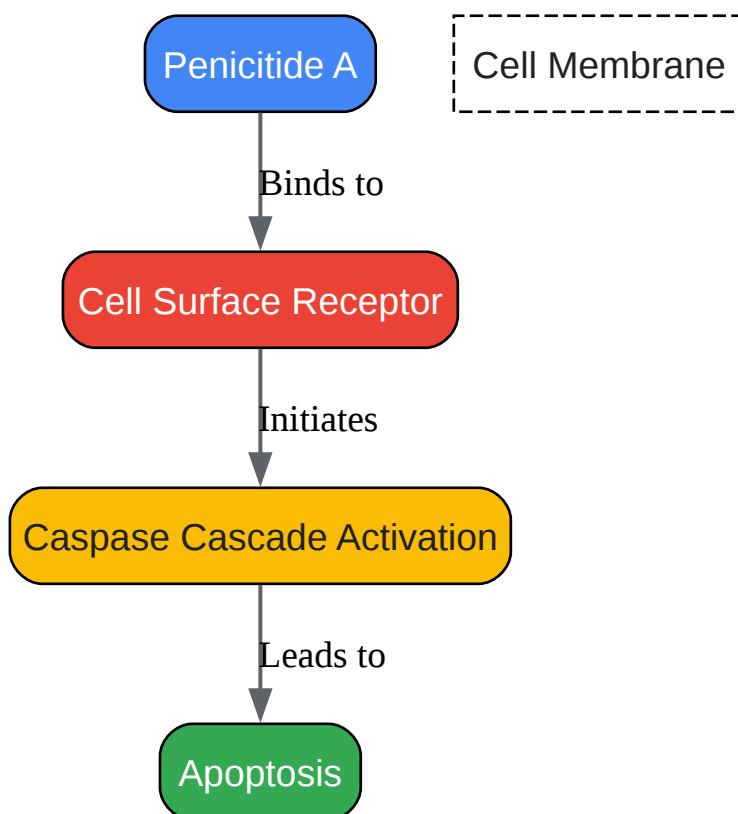 Penicitide A
Cell Membrane
Binds to
Cell Surface Receptor
Initiates
Caspase Cascade Activation
Leads to
Apoptosis